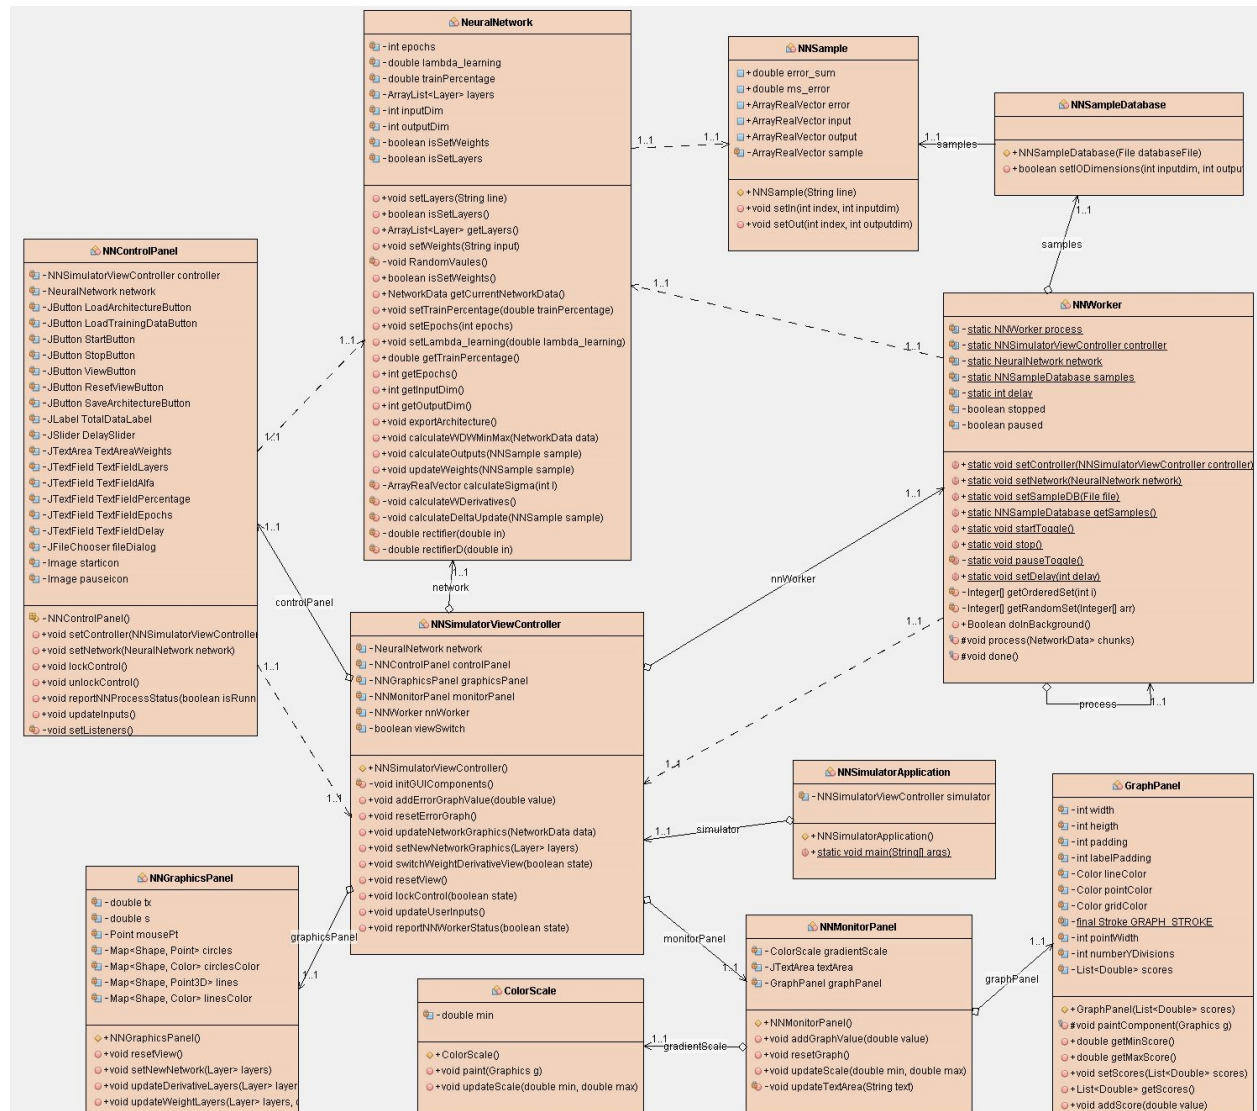 NeuralNetwork
-int epochs
-double lambda_learning
-double trainPercentage
-ArrayList<Layer> layers
-int inputDim
-int outputDim
-boolean isSetWeights
-boolean isSetLayers
+void setLayers(String line)
+boolean isSetLayers()
+ArrayList<Layer> getLayers()
+void setWeights(String input)
-void RandomVaules()
+boolean isSetWeights()
+NetworkData getCurrentNetworkData()
+void setTrainPercentage(double trainPercentage)
+void setEpochs(int epochs)
+void setLambda_learning(double lambda_learning)
+double getTrainPercentage()
+int getEpochs()
+int getInputDim()
+int getOutputDim()
+void exportArchitecture()
+void calculateWDWMinMax(NetworkData data)
+void calculateOutputs(NNSample sample)
+void updateWeights(NNSample sample)
-ArrayRealVector calculateSigma(int l)
-void calculateWDerivatives()
-void calculateDeltaUpdate(NNSample sample)
-double rectifier(double in)
-double rectifierD(double in)
NNSample
+double error_sum
+double ms_error
+ArrayRealVector error
+ArrayRealVector input
+ArrayRealVector output
-ArrayRealVector sample
+NNSample(String line)
+void setIn(int index, int inputdim)
+void setOut(int index, int outputdim)
NNSampleDatabase
+NNSampleDatabase(File databaseFile)
+boolean setIODimensions(int inputdim, int outpu
1..1
1..1
1..1
samples
1..1
samples
NNControlPanel
-NNSimulatorViewController controller
-NeuralNetwork network
-JButton LoadArchitectureButton
-JButton LoadTrainingDataButton
-JButton StartButton
-JButton StopButton
-JButton ViewButton
-JButton ResetViewButton
-JButton SaveArchitectureButton
-JLabel TotalDataLabel
-JSlider DelaySlider
-JTextArea TextAreaWeights
-JTextField TextFieldLayers
-JTextField TextFieldAlfa
-JTextField TextFieldPercentage
-JTextField TextFieldEpochs
-JTextField TextFieldDelay
-JFileChooser fileDialog
-Image starticon
-Image pauseicon
-NNControlPanel()
+void setController(NNSimulatorViewController
+void setNetwork(NeuralNetwork network)
+void lockControl()
+void unlockControl()
+void reportNNProcessStatus(boolean isRunn
+void updateInputs()
-void setListeners()
1..1
1..1
1..1
1..1
NNWorker
-static NNWorker process
-static NNSimulatorViewController controller
-static NeuralNetwork network
-static NNSampleDatabase samples
-static int delay
-boolean stopped
-boolean paused
+static void setController(NNSimulatorViewController controller)
+static void setNetwork(NeuralNetwork network)
+static void setSampleDB(File file)
+static NNSampleDatabase getSamples()
+static void startToggle()
+static void stop()
-static void pauseToggle()
+static void setDelay(int delay)
-Integer[] getOrderedSet(int i)
-Integer[] getRandomSet(Integer[] arr)
+Boolean doInBackground()
#void process(NetworkData> chunks)
#void done()
1..1
process
1..1
controlPanel
1..1
network
1..1
nnWorker
1..1
1..1
1..1
1..1
NNSimulatorViewController
-NeuralNetwork network
-NNControlPanel controlPanel
-NNGraphicsPanel graphicsPanel
-NNMonitorPanel monitorPanel
-NNWorker nnWorker
-boolean viewSwitch
+NNSimulatorViewController()
-void initGUIComponents()
+void addErrorGraphValue(double value)
+void resetErrorGraph()
+void updateNetworkGraphics(NetworkData data)
+void setNewNetworkGraphics(Layer> layers)
+void switchWeightDerivativeView(boolean state)
+void resetView()
+void lockControl(boolean state)
+void updateUserInputs()
+void reportNNWorkerStatus(boolean state)
NNSimulatorApplication
-NNSimulatorViewController simulator
+NNSimulatorApplication()
+static void main(String[] args)
1..1
simulator
GraphPanel
-int width
-int heigth
-int padding
-int labelPadding
-Color lineColor
-Color pointColor
-Color gridColor
-final Stroke GRAPH_STROKE
-int pointWidth
-int numberYDivisions
-List<Double> scores
+GraphPanel(List<Double> scores)
#void paintComponent(Graphics g)
+double getMinScore()
+double getMaxScore()
+void setScores(List<Double> scores)
+List<Double> getScores()
+void addScore(double value)
NNGraphicsPanel
-double tx
-double s
-Point mousePt
-Map<Shape, Point> circles
-Map<Shape, Color> circlesColor
-Map<Shape, Point3D> lines
-Map<Shape, Color> linesColor
+NNGraphicsPanel()
+void resetView()
+void setNewNetwork(Layer> layers)
+void updateDerivativeLayers(Layer> layer
+void updateWeightLayers(Layer> layers,
graphicsPanel
1..1
monitorPanel
1..1
ColorScale
-double min
+ColorScale()
+void paint(Graphics g)
+void updateScale(double min, double max)
1..1
gradientScale
NNMonitorPanel
-ColorScale gradientScale
-JTextArea textArea
-GraphPanel graphPanel
+NNMonitorPanel()
+void addGraphValue(double value)
+void resetGraph()
+void updateScale(double min, double max)
-void updateTextArea(String text)
graphPanel
1..1